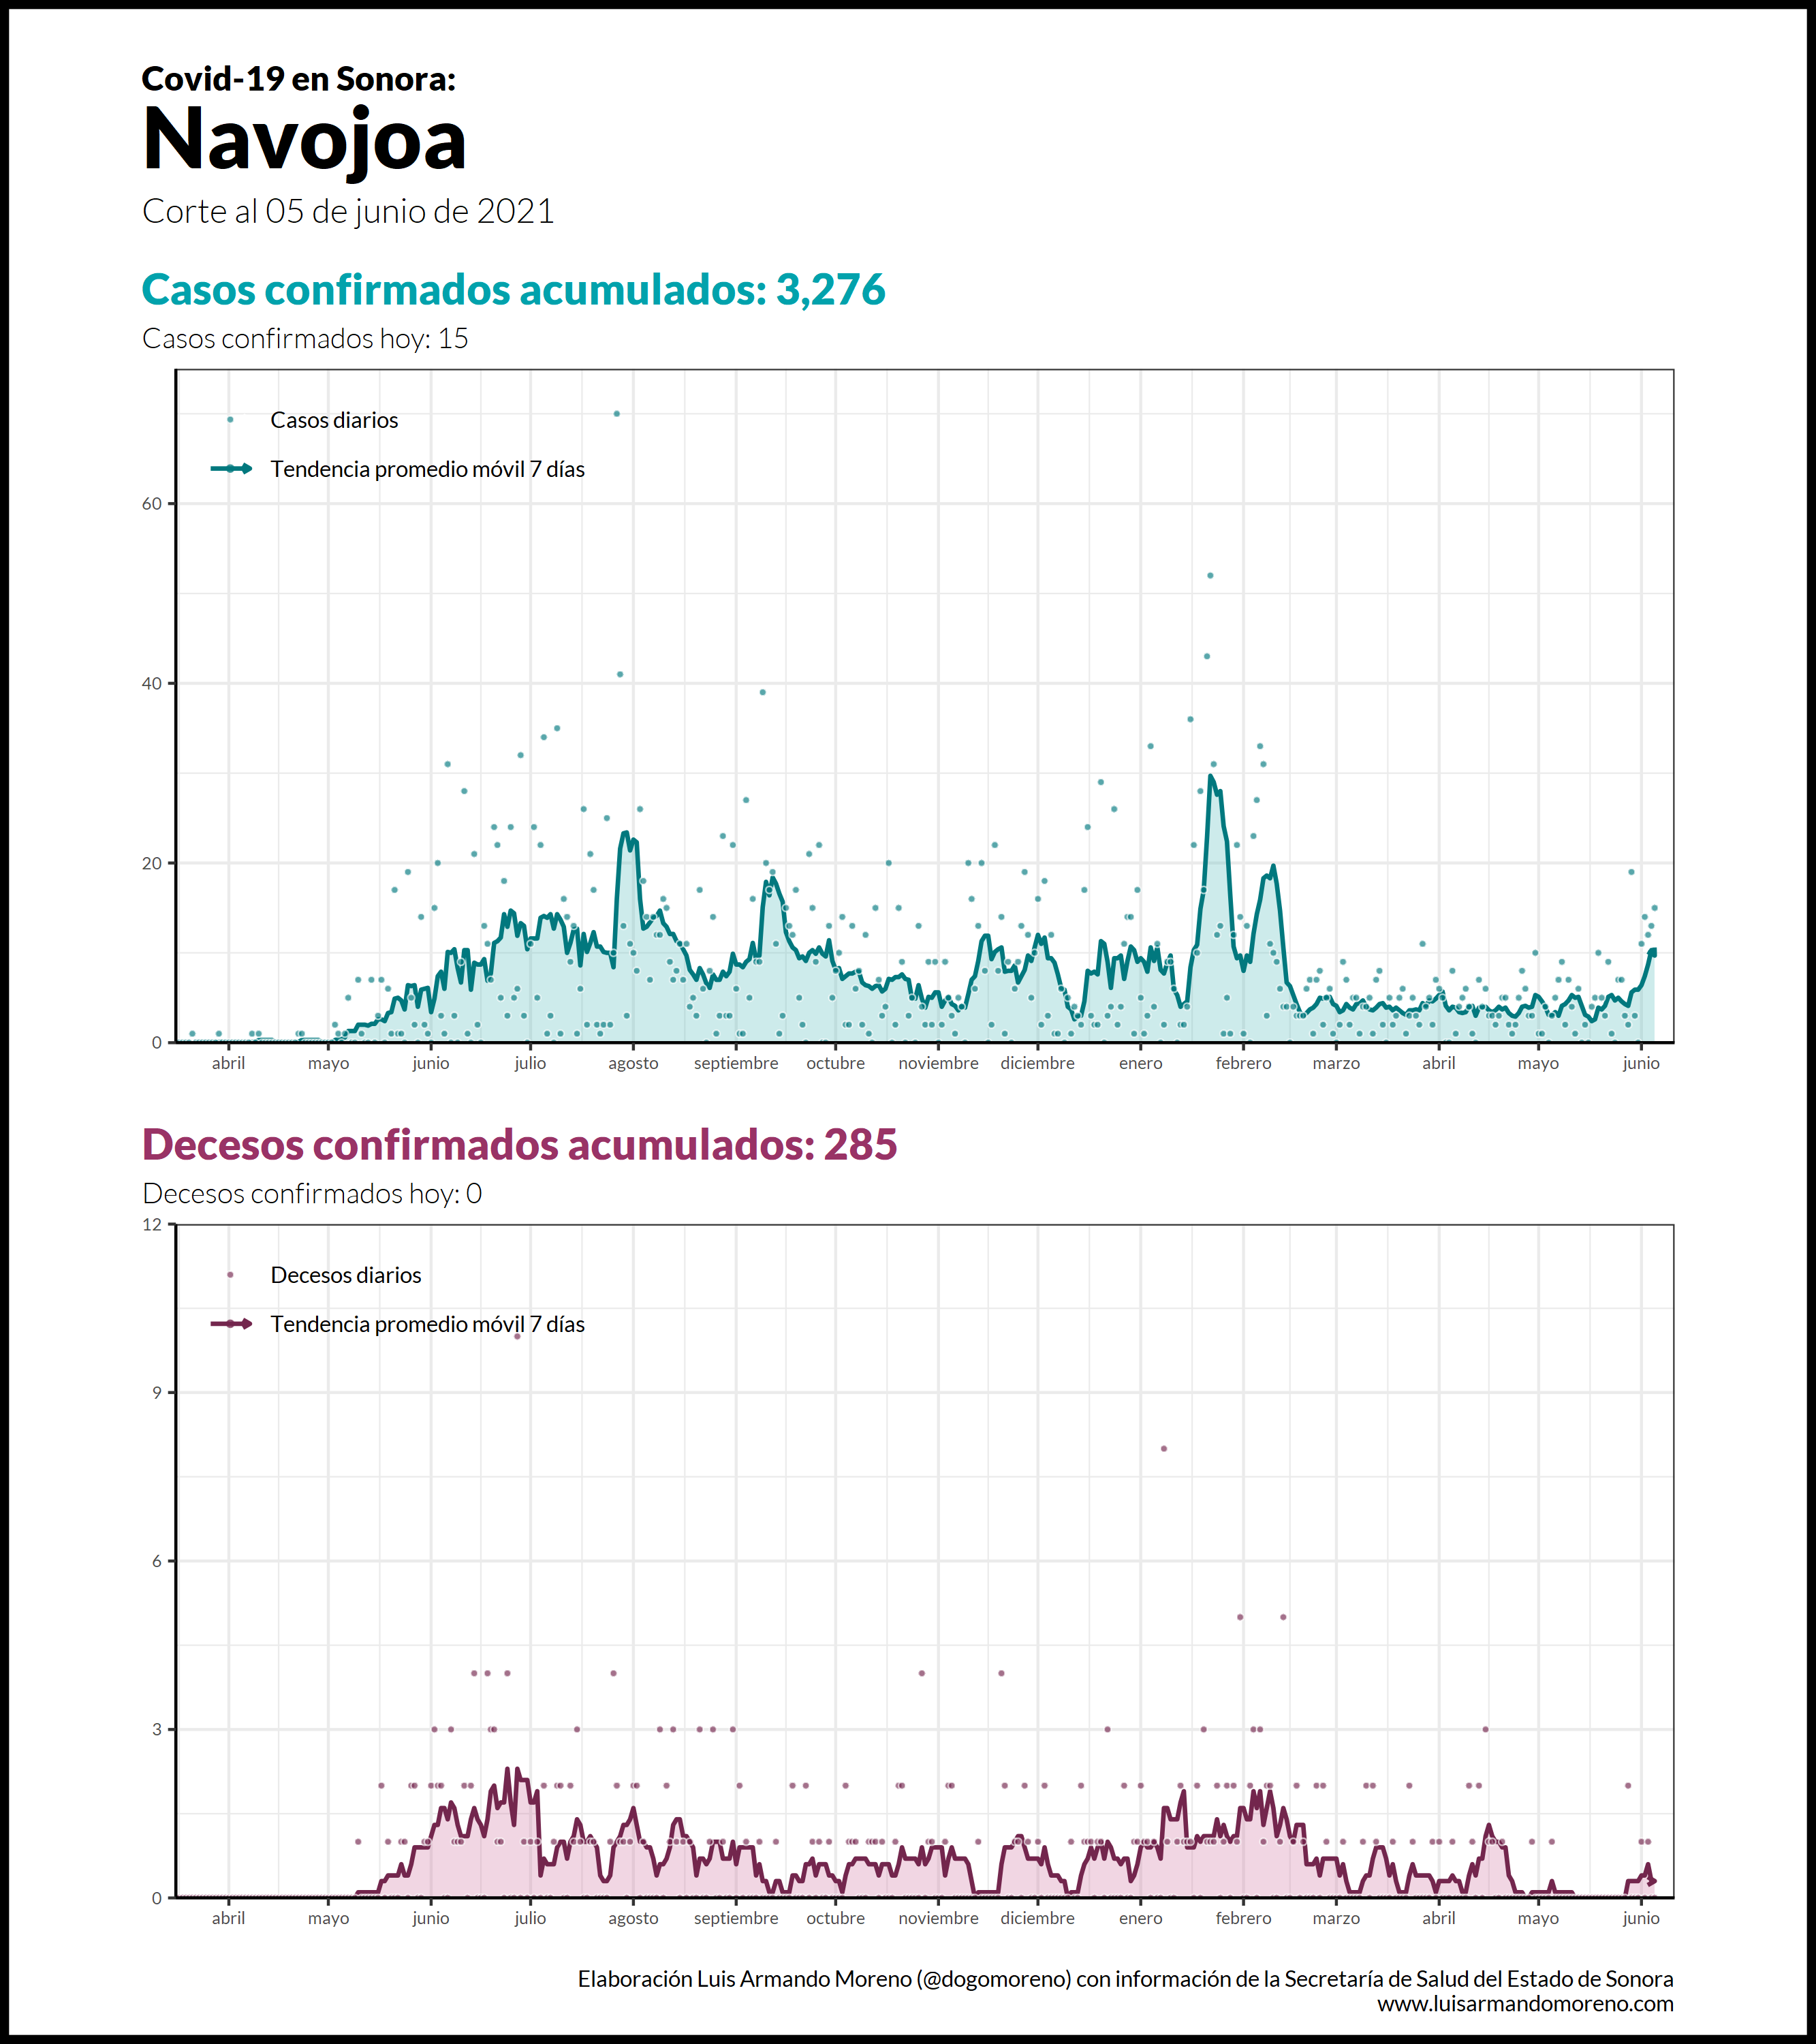 Covid-19 en Sonora:
Navojoa
Corte al 05 de junio de 2021
Casos confirmados acumulados: 3,276
Casos confirmados hoy: 15
Casos diarios
Tendencia promedio móvil 7 días
60
40
20
0
abril mayo junio julio agosto septiembre octubre noviembre diciembre enero febrero marzo abril mayo junio
Decesos confirmados acumulados: 285
Decesos confirmados hoy: 0
12
Decesos diarios
Tendencia promedio móvil 7 días
9
6
3
0
abril mayo junio julio agosto septiembre octubre noviembre diciembre enero febrero marzo abril mayo junio
Elaboración Luis Armando Moreno (@dogomoreno) con información de la Secretaría de Salud del Estado de Sonora
www.luisarmandomoreno.com